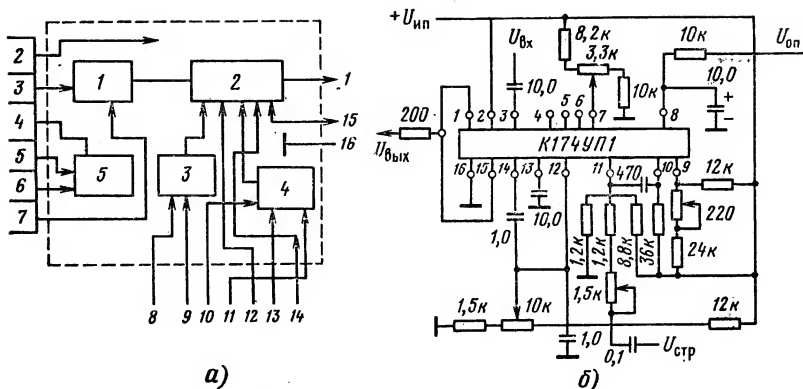 2
3
4
5
6
7
1
2
3
4
5
1
15
16
8 9 10 11 12 13 14
а)
+Uип
Uвх
8,2к
3,3к
10к
10к
Uоп
10,0
10,0
+
−
200
Uвых
1 2 3 4 5 6 7 8
К174УП1
16 15 14 13 12 11 10 9
470
12к
220
24к
1,0
10,0
1,2к
1,2к
8,8к
36к
1,5к
1,5к
10к
12к
1,0
0,1
Uстр
б)